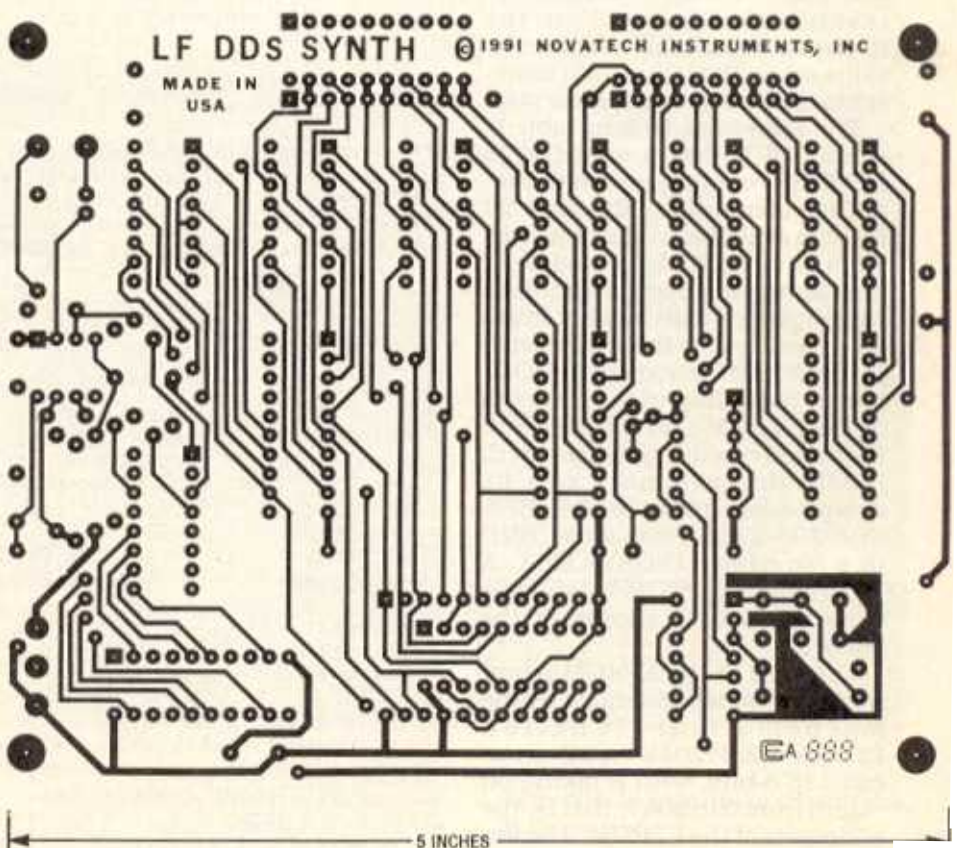 LF DDS SYNTH © 1991 NOVATECH INSTRUMENTS, INC
MADE IN
USA
EA 888
5 INCHES